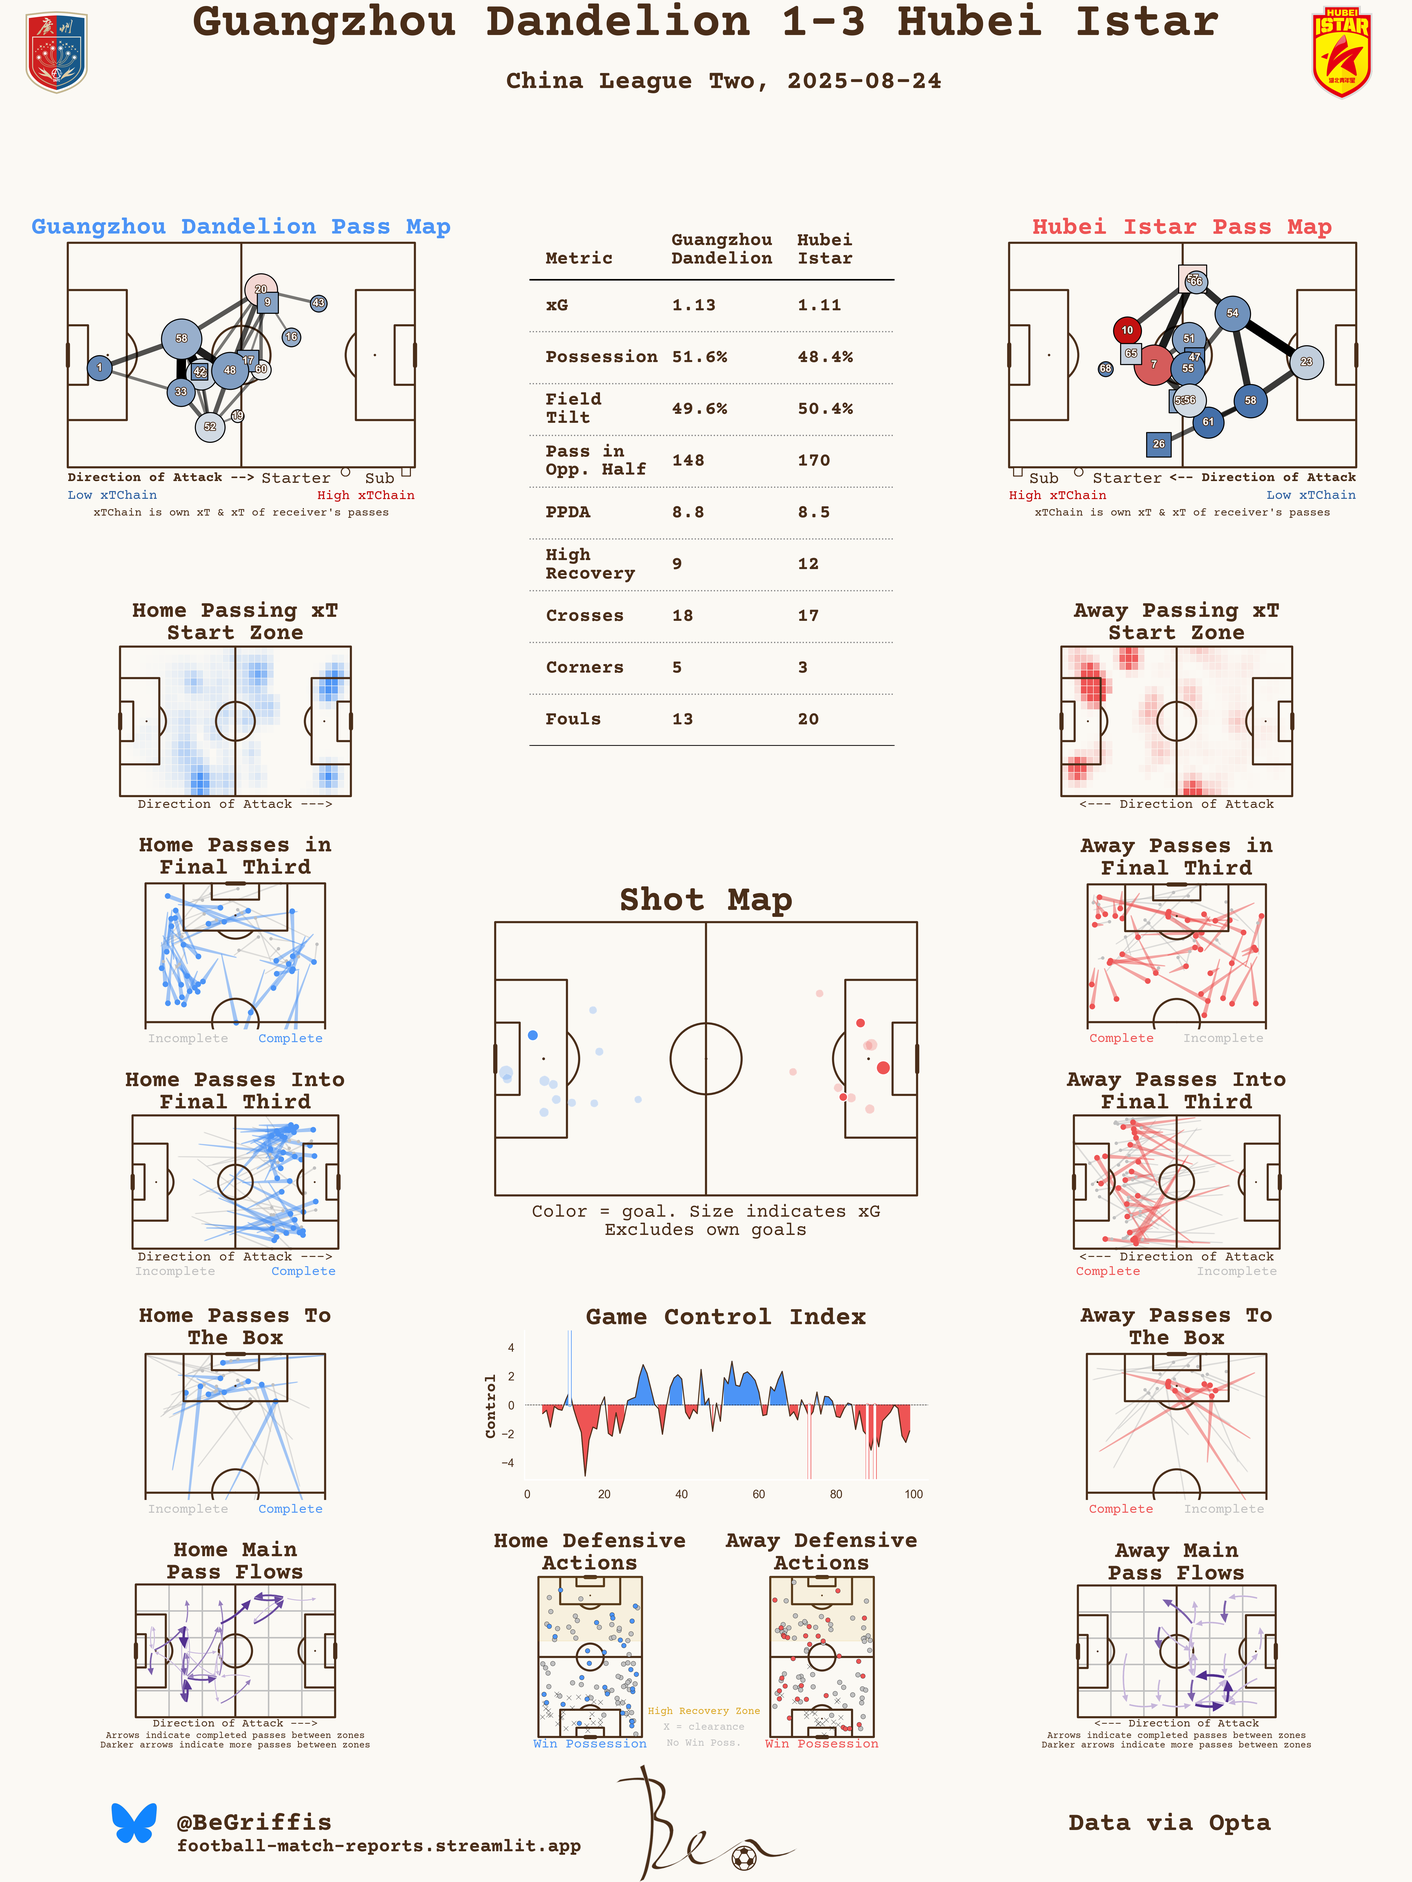 Guangzhou Dandelion 1-3 Hubei Istar
China League Two, 2025-08-24
HUBEI
ISTAR
湖北青年星
Guangzhou Dandelion Pass Map
20
9
43
58
16
17
1
42
48
60
33
19
52
Direction of Attack -->
Starter
Sub
Low xTChain
High xTChain
xTChain is own xT & xT of receiver's passes
Metric
Guangzhou
Dandelion
Hubei
Istar
xG 1.13 1.11
Possession 51.6% 48.4%
Field
Tilt
49.6% 50.4%
Pass in
Opp. Half
148 170
PPDA 8.8 8.5
High
Recovery
9 12
Crosses 18 17
Corners 5 3
Fouls 13 20
Hubei Istar Pass Map
66
54
10
51
65
47
7
55
23
68
56
58
61
26
Sub
Starter
<-- Direction of Attack
High xTChain
Low xTChain
xTChain is own xT & xT of receiver's passes
Home Passing xT
Start Zone
Direction of Attack --->
Away Passing xT
Start Zone
<--- Direction of Attack
Home Passes in
Final Third
Incomplete
Complete
Shot Map
Color = goal. Size indicates xG
Excludes own goals
Away Passes in
Final Third
Complete
Incomplete
Home Passes Into
Final Third
Direction of Attack --->
Incomplete
Complete
Away Passes Into
Final Third
<--- Direction of Attack
Complete
Incomplete
Home Passes To
The Box
Incomplete
Complete
Game Control Index
Control
4
2
0
−2
−4
0 20 40 60 80 100
Away Passes To
The Box
Complete
Incomplete
Home Main
Pass Flows
Direction of Attack --->
Arrows indicate completed passes between zones
Darker arrows indicate more passes between zones
Home Defensive
Actions
Win Possession
Away Defensive
Actions
Win Possession
High Recovery Zone
X = clearance
No Win Poss.
Away Main
Pass Flows
<--- Direction of Attack
Arrows indicate completed passes between zones
Darker arrows indicate more passes between zones
@BeGriffis
football-match-reports.streamlit.app
Ben
Data via Opta